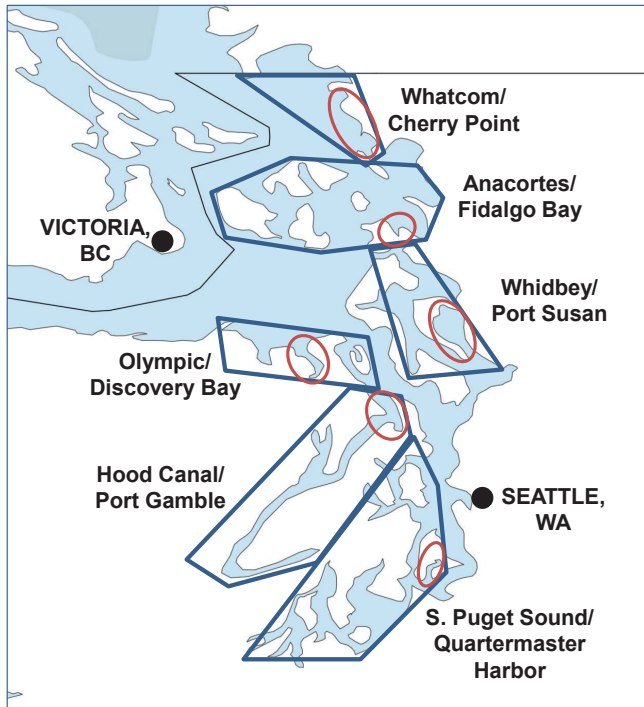 Whatcom/
Cherry Point
Anacortes/
Fidalgo Bay
VICTORIA,
BC
Whidbey/
Port Susan
Olympic/
Discovery Bay
Hood Canal/
Port Gamble
SEATTLE,
WA
S. Puget Sound/
Quartermaster
Harbor